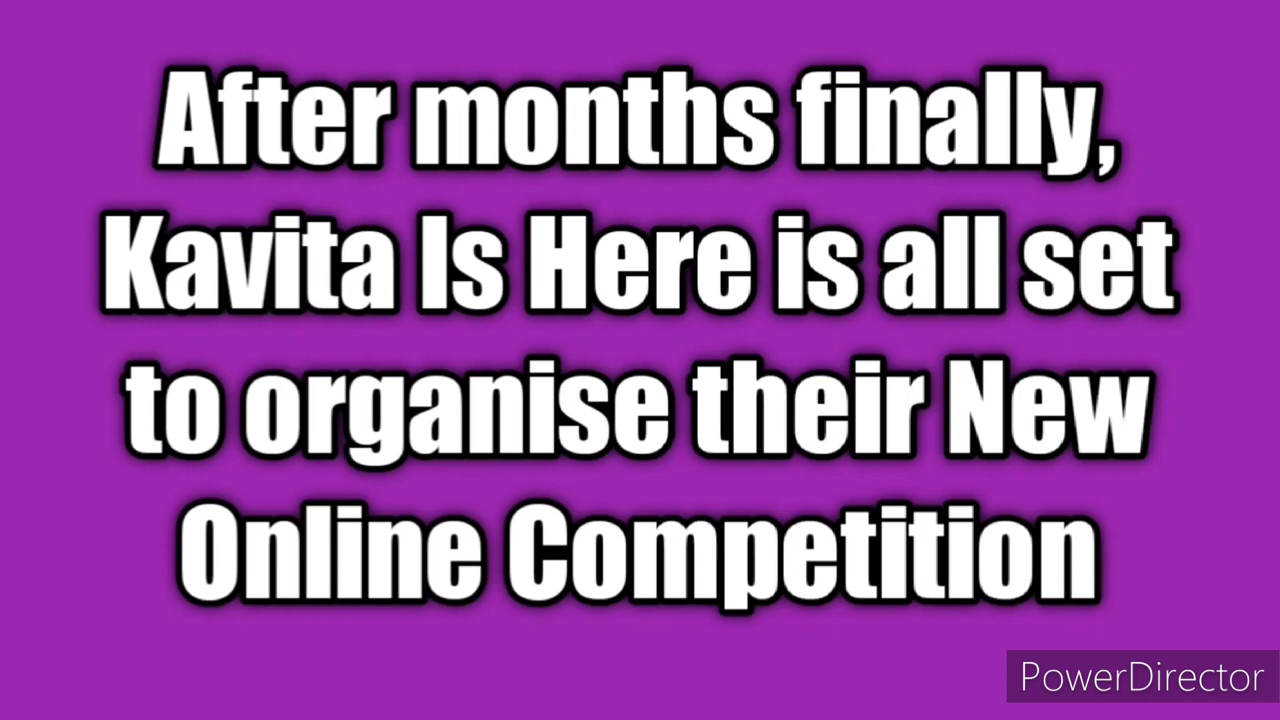 After months finally,
Kavita Is Here is all set
to organise their New
Online Competition
PowerDirector